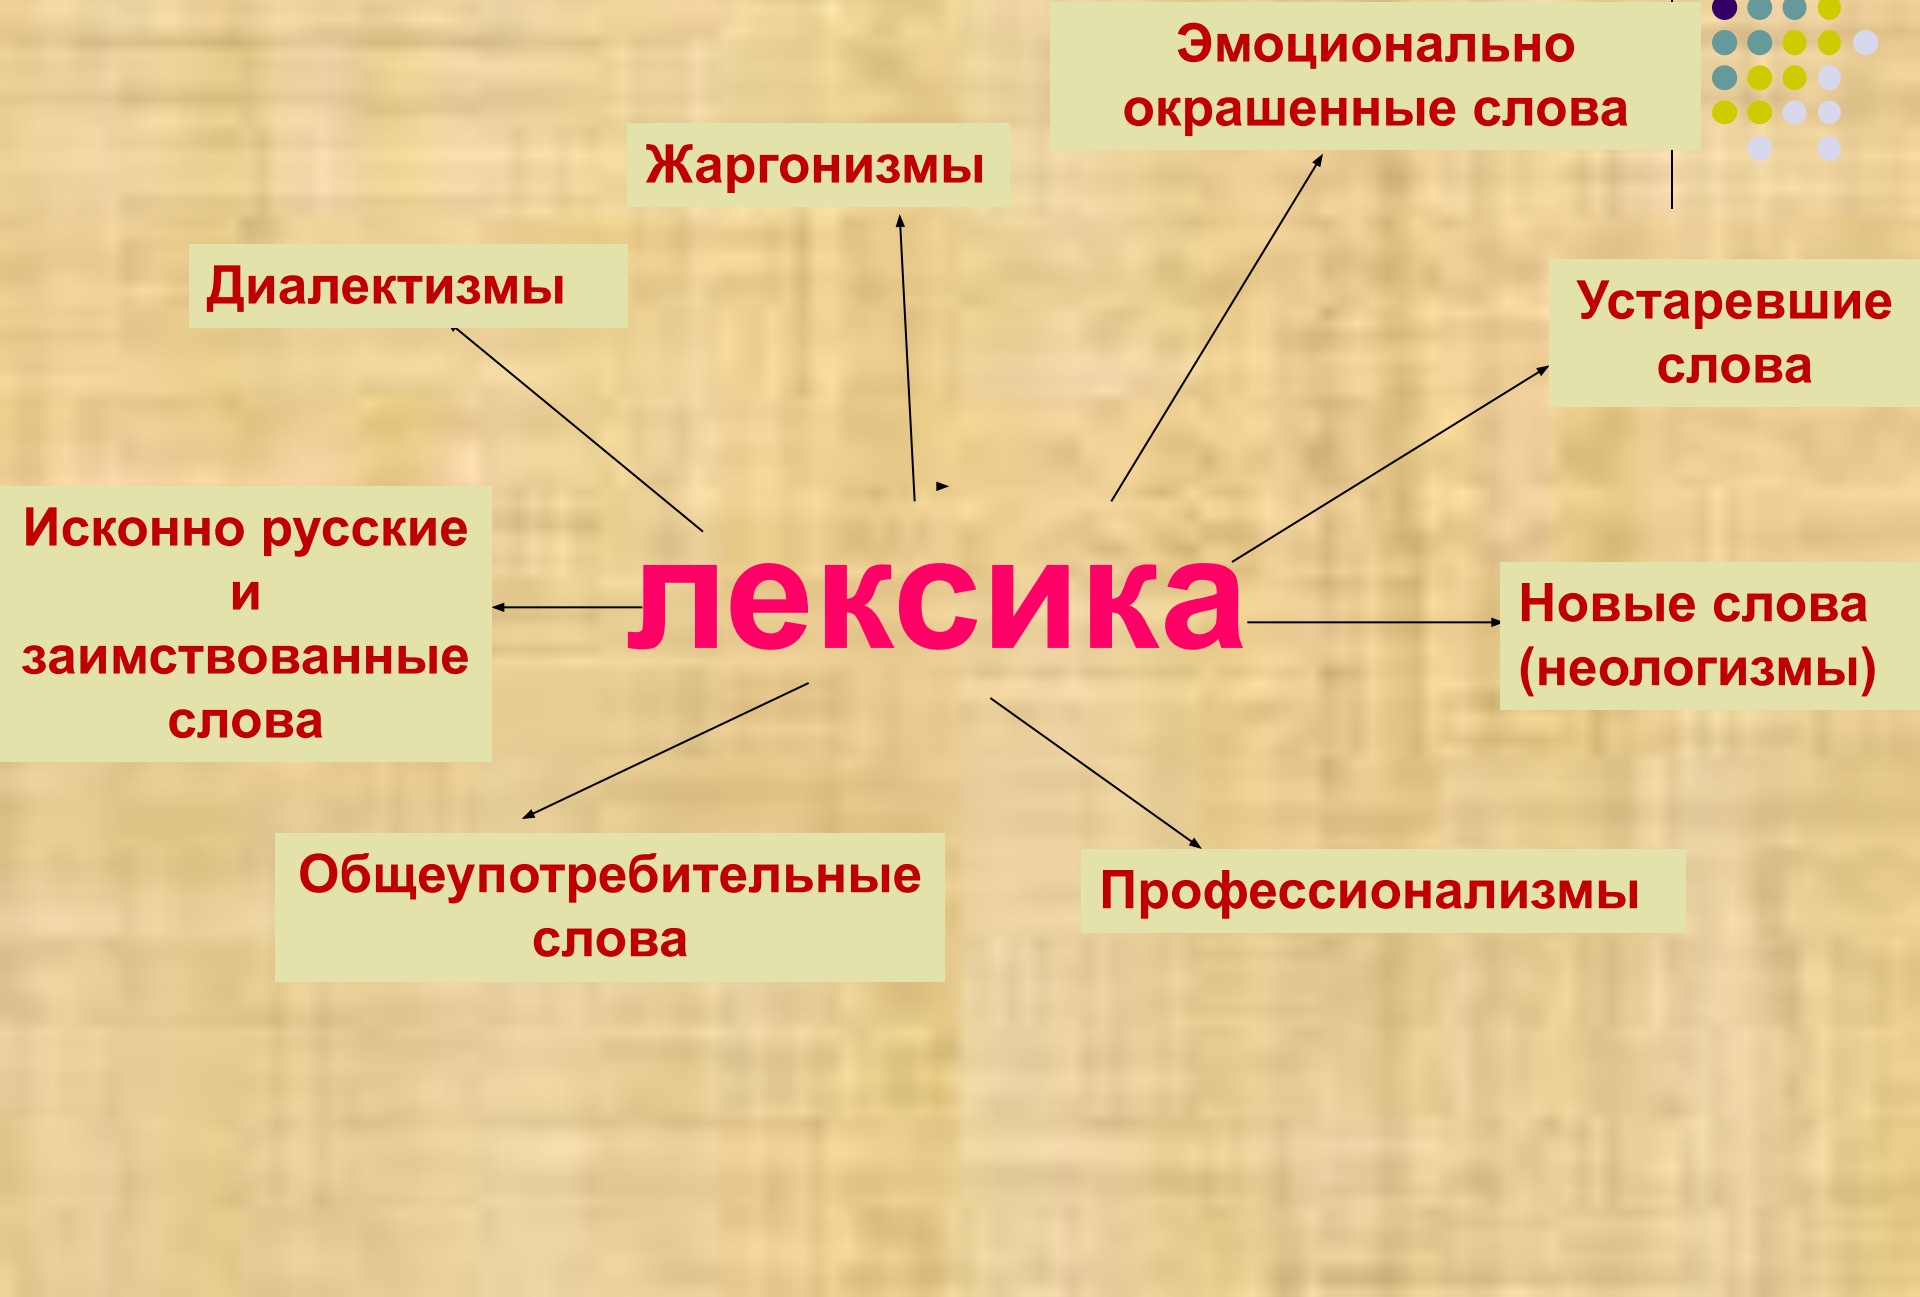 Эмоционально
окрашенные слова
Жаргонизмы
Диалектизмы
Устаревшие
слова
Исконно русские
и
заимствованные
слова
лексика
Новые слова
(неологизмы)
Общеупотребительные
слова
Профессионализмы